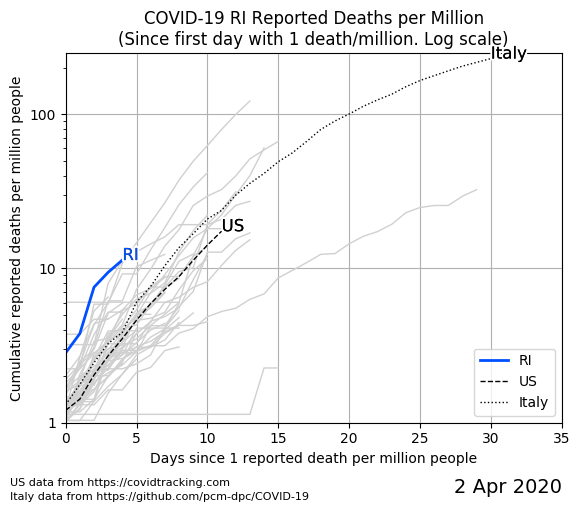 COVID-19 RI Reported Deaths per Million
(Since first day with 1 death/million. Log scale)
Italy
100
Cumulative reported deaths per million people
RI
US
10
RI
US
Italy
1
0 5 10 15 20 25 30 35
Days since 1 reported death per million people
US data from https://covidtracking.com
Italy data from https://github.com/pcm-dpc/COVID-19
2 Apr 2020